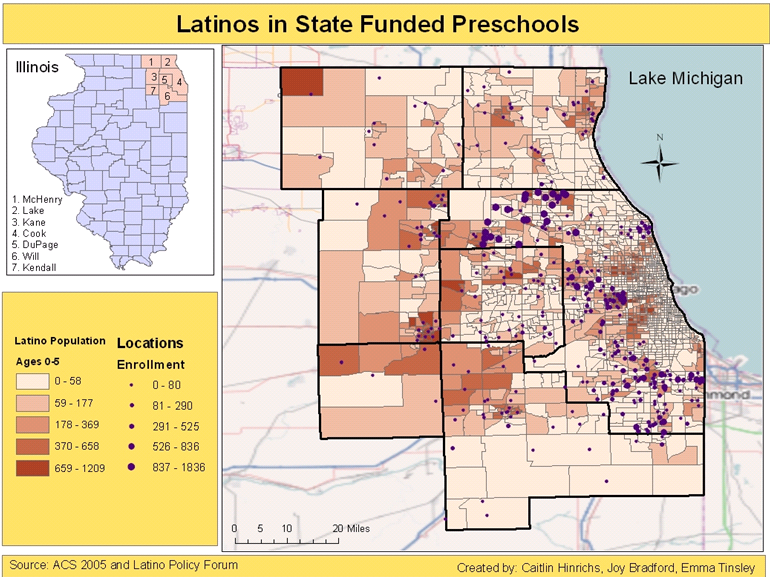 Latinos in State Funded Preschools
Illinois
1
2
3
5
4
7
6
1. McHenry
2. Lake
3. Kane
4. Cook
5. DuPage
6. Will
7. Kendall
Lake Michigan
N
ago
mmond
Latino Population
Ages 0-5
0 - 58
59 - 177
178 - 369
370 - 658
659 - 1209
Locations
Enrollment
0 - 80
81 - 290
291 - 525
526 - 836
837 - 1836
0 5 10 20 Miles
Source: ACS 2005 and Latino Policy Forum
Created by: Caitlin Hinrichs, Joy Bradford, Emma Tinsley